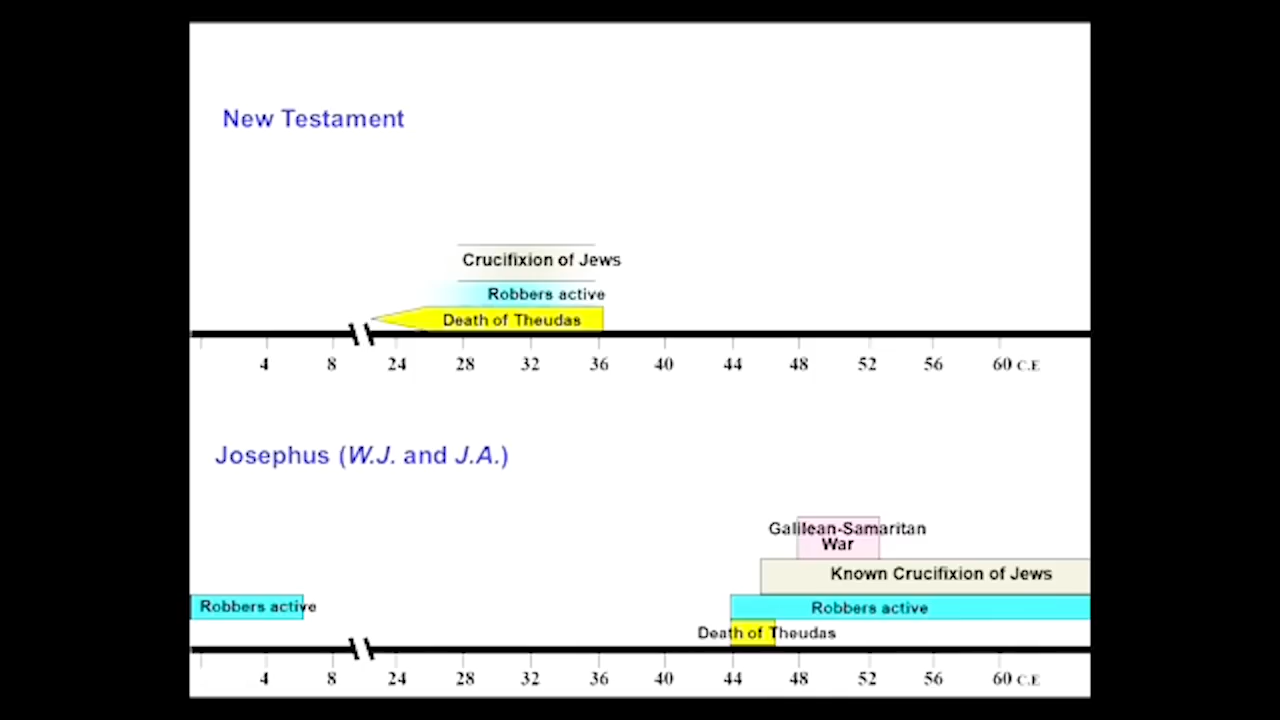 New Testament
Crucifixion of Jews
Robbers active
Death of Theudas
4 8 24 28 32 36 40 44 48 52 56 60 C.E
Josephus (W.J. and J.A.)
Galilean-Samaritan
War
Known Crucifixion of Jews
Robbers active Robbers active
Death of Theudas
4 8 24 28 32 36 40 44 48 52 56 60 C.E